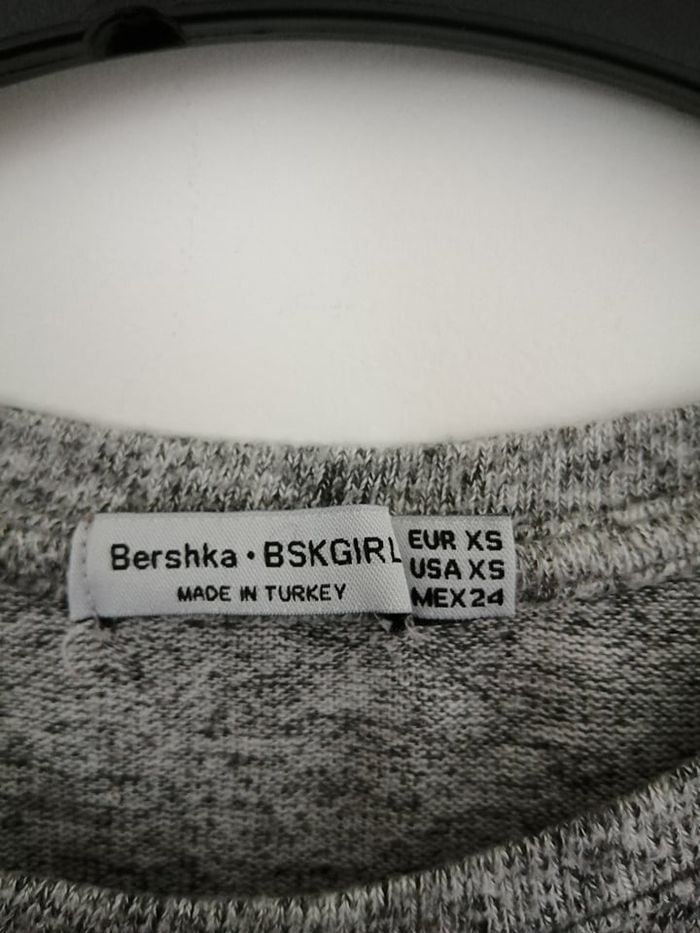 Bershka • BSKGIRL
MADE IN TURKEY
EUR XS
USA XS
MEX 24